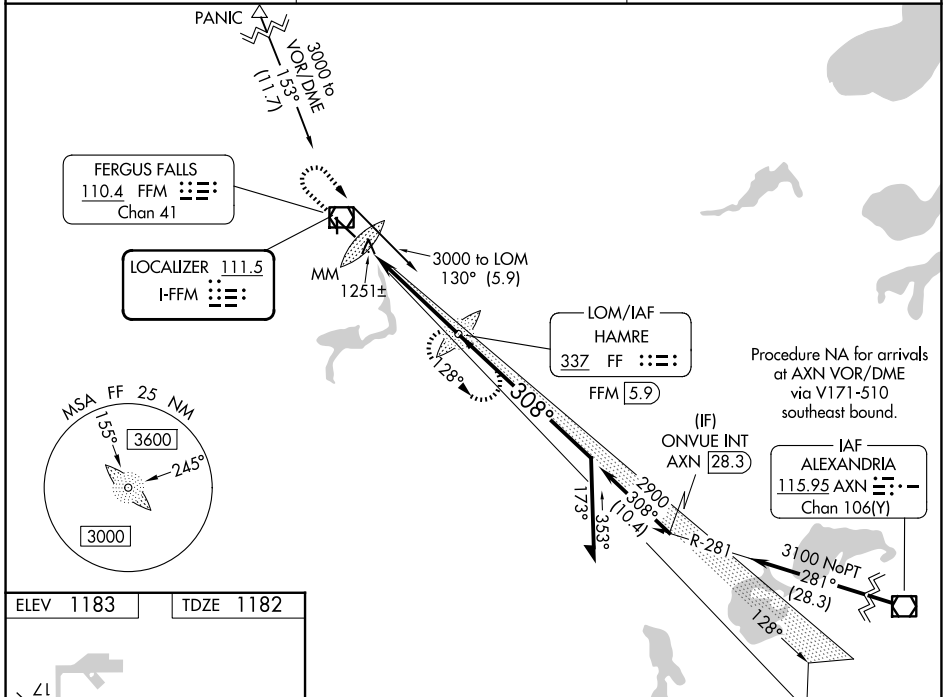 PANIC
3000 to
VOR/DME
153°
(11.7)
FERGUS FALLS
110.4 FFM
Chan 41
LOCALIZER 111.5
I-FFM
MM
1251±
3000 to LOM
130° (5.9)
LOM/IAF
HAMRE
337 FF
FFM 5.9
128°
308°
Procedure NA for arrivals
at AXN VOR/DME
via V171-510
southeast bound.
(IF)
ONVUE INT
AXN 28.3
IAF
ALEXANDRIA
115.95 AXN
Chan 106(Y)
MSA FF 25 NM
155°
3600
245°
3000
173°
353°
2900
308°
(10.4)
R-281
3100 NoPT
281°
(28.3)
128°
ELEV 1183
TDZE 1182
17